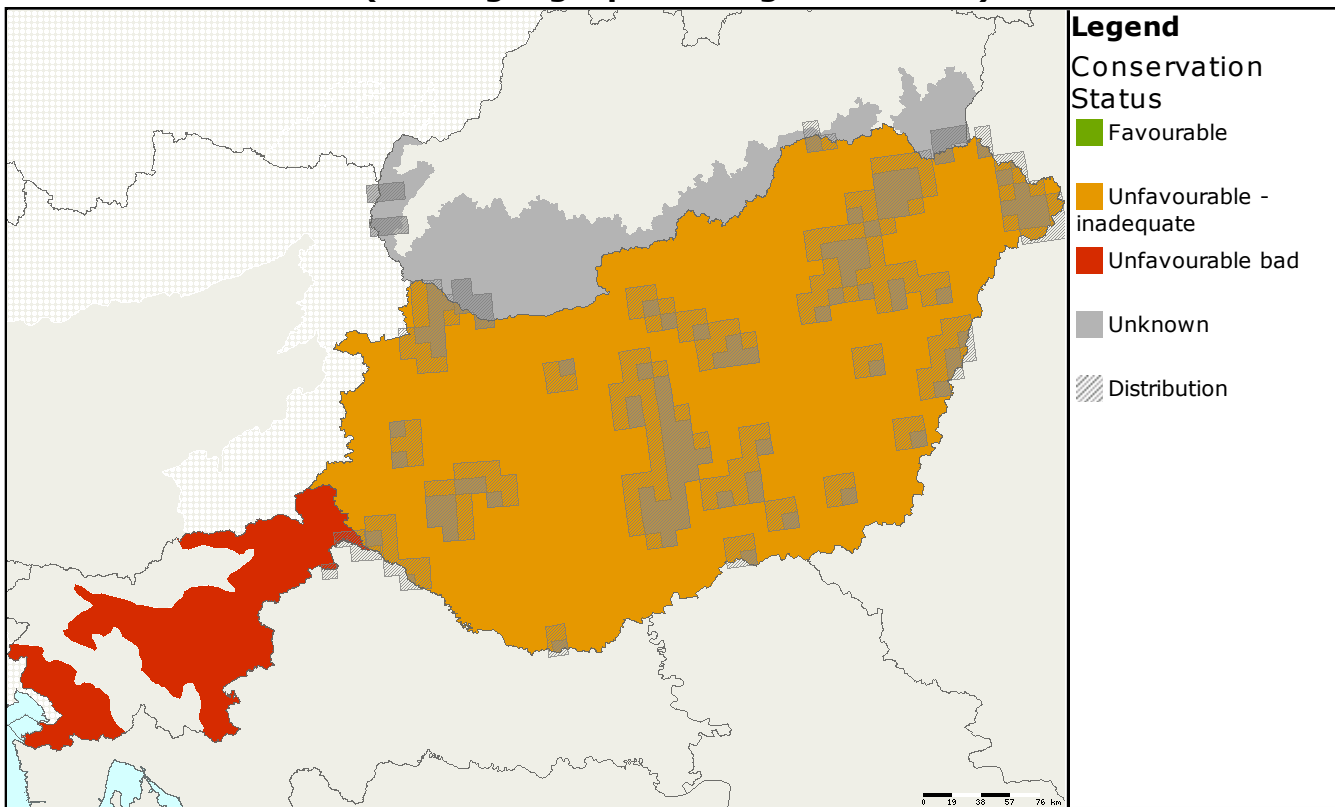 Legend
Conservation
Status
Favourable
Unfavourable -
inadequate
Unfavourable bad
Unknown
Distribution
0 19 38 57 76 km